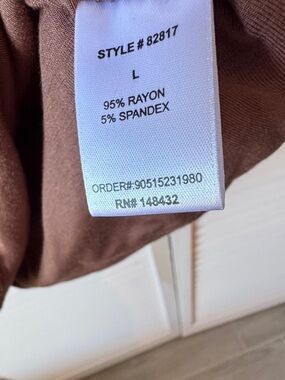 STYLE # 82817
L
95% RAYON
5% SPANDEX
ORDER#:90515231980
RN# 148432